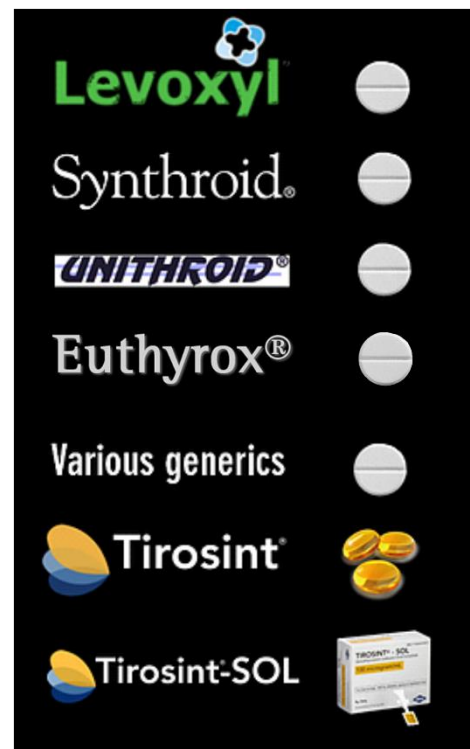 Levoxyl
Synthroid®
UNITHROID®
Euthyrox®
Various generics
Tirosint®
Tirosint®-SOL
TIROSINT® - SOL